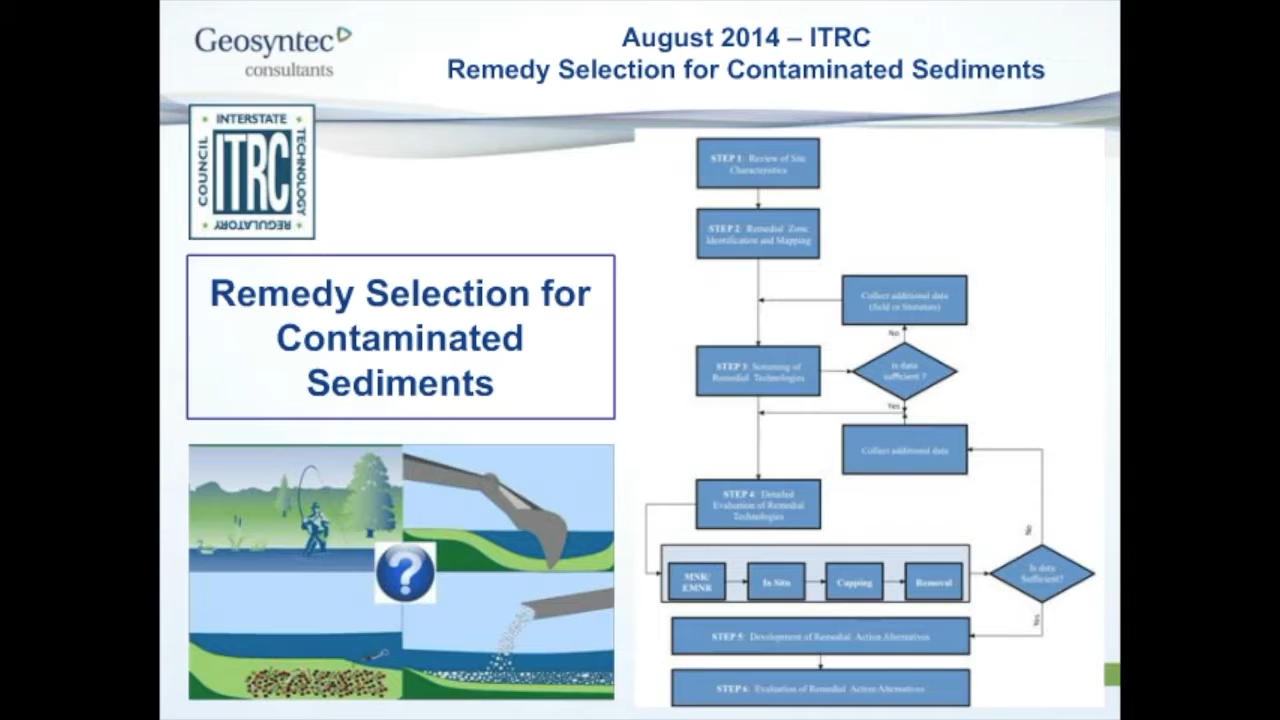 Geosyntec
consultants
August 2014 – ITRC
Remedy Selection for Contaminated Sediments
INTERSTATE
TECHNOLOGY
REGULATORY
COUNCIL
ITRC
Remedy Selection for
Contaminated
Sediments
?
STEP 1: Review of Site
Characteristics
STEP 2: Remedial Zone
Identification and Mapping
Collect additional data
(field or literature)
No
STEP 3: Screening of
Remedial Technologies
Is data
sufficient ?
Yes
Collect additional data
STEP 4: Detailed
Evaluation of Remedial
Technologies
No
MNR/
EMNR
In Situ
Capping
Removal
Is data
Sufficient?
Yes
STEP 5: Development of Remedial Action Alternatives
STEP 6: Evaluation of Remedial Action Alternatives